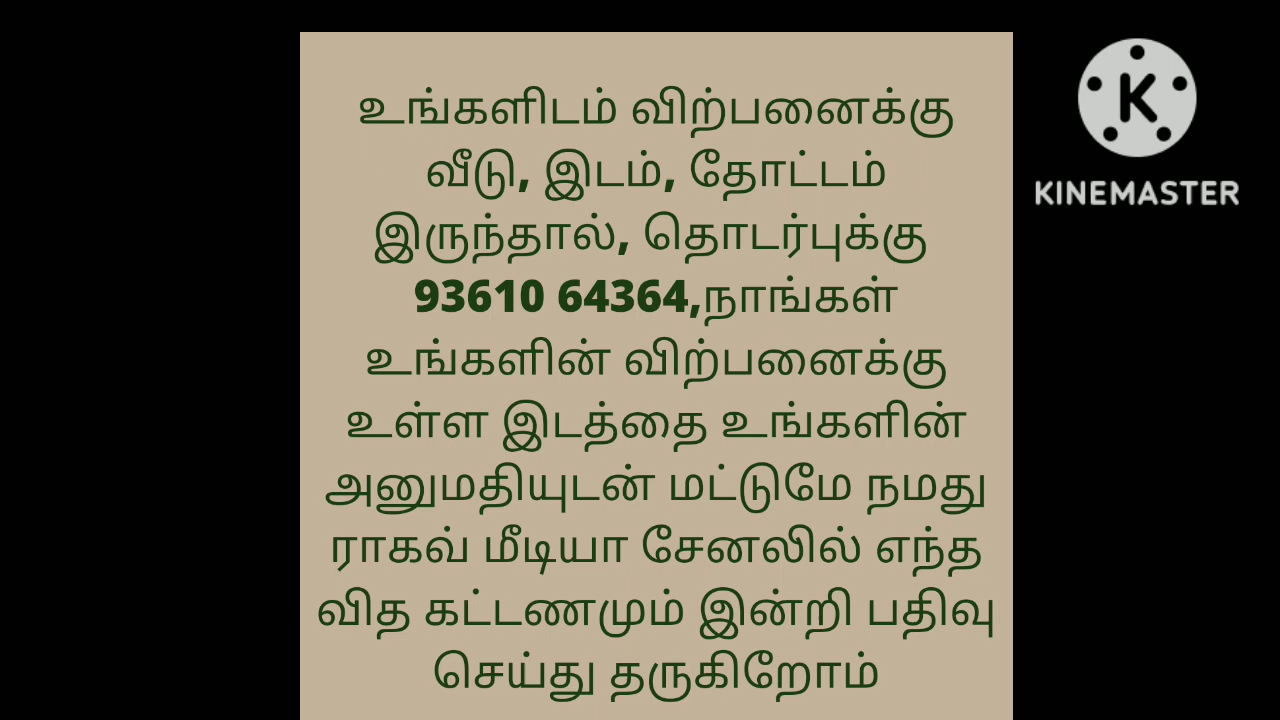 உங்களிடம் விற்பனைக்கு
வீடு, இடம், தோட்டம்
இருந்தால், தொடர்புக்கு
93610 64364,நாங்கள்
உங்களின் விற்பனைக்கு
உள்ள இடத்தை உங்களின்
அனுமதியுடன் மட்டுமே நமது
ராகவ் மீடியா சேனலில் எந்த
வித கட்டணமும் இன்றி பதிவு
செய்து தருகிறோம்
K
KINEMASTER